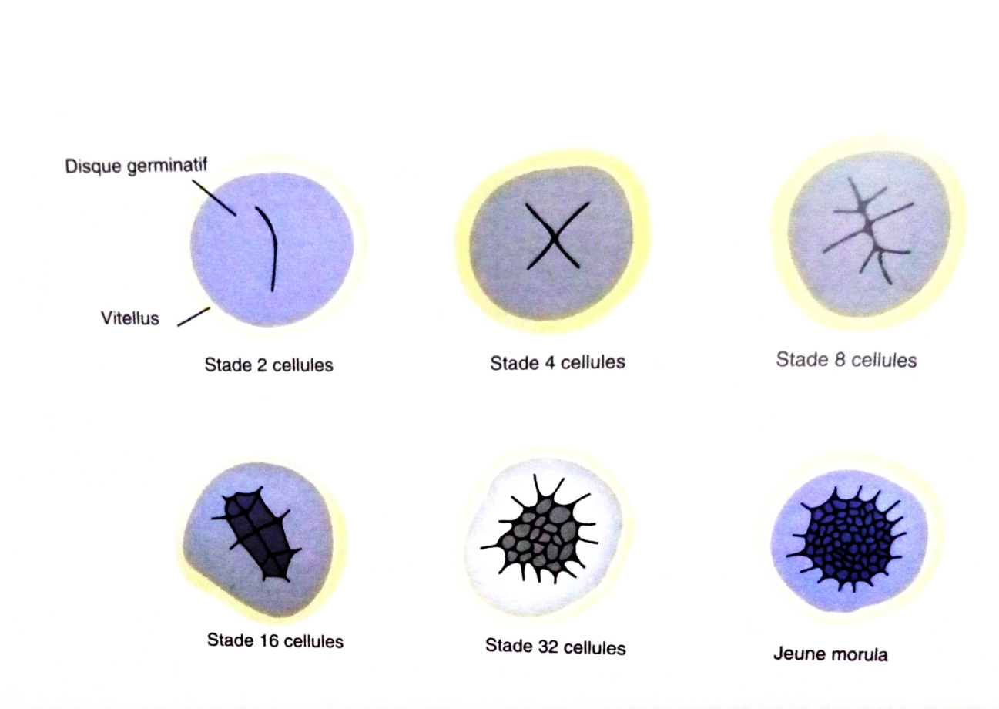 Disque germinatif
Vitellus
Stade 2 cellules
Stade 4 cellules
Stade 8 cellules
Stade 16 cellules
Stade 32 cellules
Jeune morula